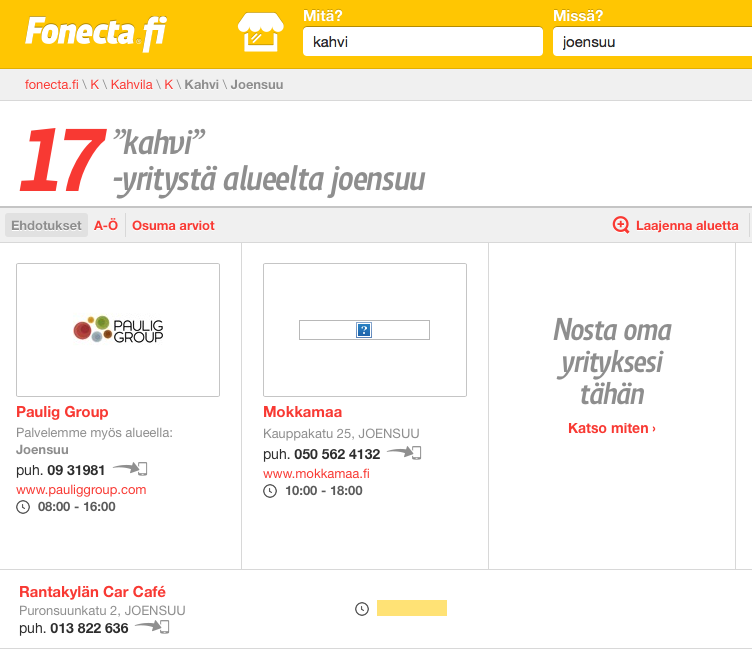 Fonecta.fi
Mitä?
Missä?
kahvi
joensuu
fonecta.fi \ K \ Kahvila \ K \ Kahvi \ Joensuu
17
”kahvi”
-yritystä alueelta joensuu
Ehdotukset A-Ö Osuma arviot
Laajenna aluetta
PAULIG
GROUP
Paulig Group
Palvelemme myös alueella:
Joensuu
puh. 09 31981
www.pauliggroup.com
08:00 - 16:00
?
Mokkamaa
Kauppakatu 25, JOENSUU
puh. 050 562 4132
www.mokkamaa.fi
10:00 - 18:00
Nosta oma
yrityksesi
tähän
Katso miten ›
Rantakylän Car Café
Puronsuunkatu 2, JOENSUU
puh. 013 822 636